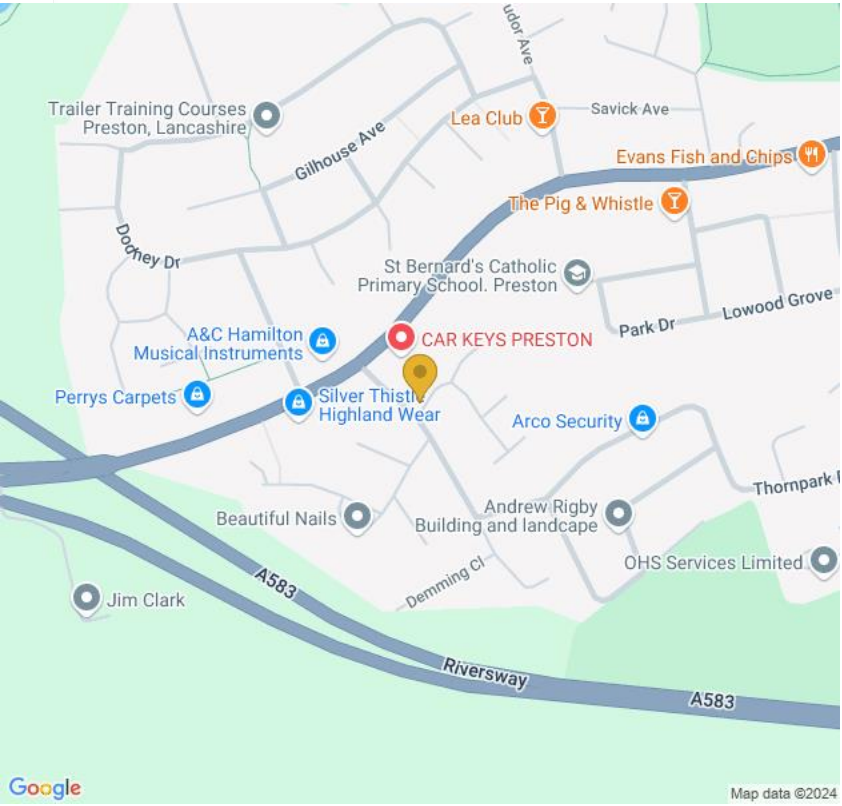 udor Ave
Trailer Training Courses
Preston, Lancashire
Lea Club
Savick Ave
Gilhouse Ave
Evans Fish and Chips
The Pig & Whistle
Dodney Dr
St Bernard's Catholic
Primary School. Preston
Lowood Grove
Park Dr
A&C Hamilton
Musical Instruments
CAR KEYS PRESTON
Perrys Carpets
Silver Thistle
Highland Wear
Arco Security
Thornpark
Andrew Rigby
Building and landcape
Beautiful Nails
OHS Services Limited
A583
Demming Cl
Jim Clark
Riversway
A583
Google
Map data ©2024